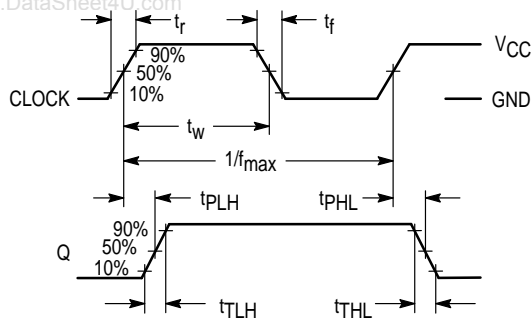 .DataSheet4U.com
tr
tf
90%
50%
10%
CLOCK
VCC
GND
tw
1/fmax
tPLH
tPHL
90%
50%
10%
Q
tTLH
tTHL